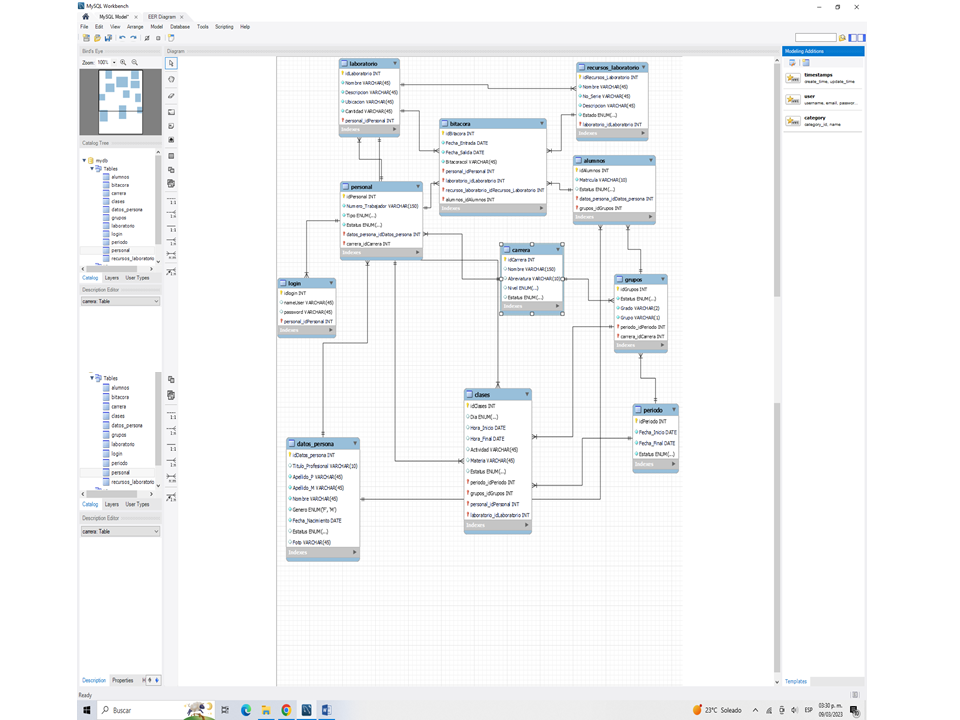 MySQL Workbench
MySQL Model*
EER Diagram
File Edit View Arrange Model Database Tools Scripting Help
Bird's Eye
Zoom: 100%
Catalog Tree
mydb
Tables
alumnos
bitacora
carrera
clases
datos_persona
grupos
laboratorio
login
periodo
personal
recursos_laboratorio
Catalog Layers User Types
Description Editor
carrera: Table
Tables
alumnos
bitacora
carrera
clases
datos_persona
grupos
laboratorio
login
periodo
personal
recursos_laboratorio
Catalog Layers User Types
Description Editor
carrera: Table
Description Properties
Ready
1:1
1:n
1:1
1:n
n:m
1:1
1:n
1:1
1:n
n:m
Diagram
laboratorio
idLaboratorio INT
Nombre VARCHAR(45)
Descripcion VARCHAR(45)
Ubicacion VARCHAR(45)
Cantidad VARCHAR(45)
personal_idPersonal INT
Indexes
recursos_laboratorio
idRecursos_Laboratorio INT
Nombre VARCHAR(45)
No_Serie VARCHAR(45)
Descripcion VARCHAR(45)
Estado ENUM(...)
laboratorio_idLaboratorio INT
Indexes
bitacora
idBitacora INT
Fecha_Entrada DATE
Fecha_Salida DATE
Bitacoracol VARCHAR(45)
personal_idPersonal INT
laboratorio_idLaboratorio INT
recursos_laboratorio_idRecursos_Laboratorio INT
alumnos_idAlumnos INT
Indexes
alumnos
idAlumnos INT
Matricula VARCHAR(10)
Estatus ENUM(...)
datos_persona_idDatos_persona INT
grupos_idGrupos INT
Indexes
personal
idPersonal INT
Numero_Trabajador VARCHAR(150)
Tipo ENUM(...)
Estatus ENUM(...)
datos_persona_idDatos_persona INT
carrera_idCarrera INT
Indexes
carrera
idCarrera INT
Nombre VARCHAR(150)
Abreviatura VARCHAR(10)
Nivel ENUM(...)
Estatus ENUM(...)
Indexes
login
idlogin INT
nameUser VARCHAR(45)
password VARCHAR(45)
personal_idPersonal INT
Indexes
grupos
idGrupos INT
Estatus ENUM(...)
Grado VARCHAR(2)
Grupo VARCHAR(1)
periodo_idPeriodo INT
carrera_idCarrera INT
Indexes
clases
idClases INT
Dia ENUM(...)
Hora_Inicio DATE
Hora_Final DATE
Actividad VARCHAR(45)
Materia VARCHAR(45)
Estatus ENUM(...)
periodo_idPeriodo INT
grupos_idGrupos INT
personal_idPersonal INT
laboratorio_idLaboratorio INT
Indexes
periodo
idPeriodo INT
Fecha_Inicio DATE
Fecha_Final DATE
Estatus ENUM(...)
Indexes
datos_persona
idDatos_persona INT
Titulo_Profesional VARCHAR(10)
Apellido_P VARCHAR(45)
Apellido_M VARCHAR(45)
Nombre VARCHAR(45)
Genero ENUM('F', 'M')
Fecha_Nacimiento DATE
Estatus ENUM(...)
Foto VARCHAR(45)
Indexes
Modeling Additions
timestamps
create_time, update_time
user
username, email, passwor...
category
category_id, name
Templates
Buscar
23°C Soleado
ESP
03:30 p. m.
09/03/2023